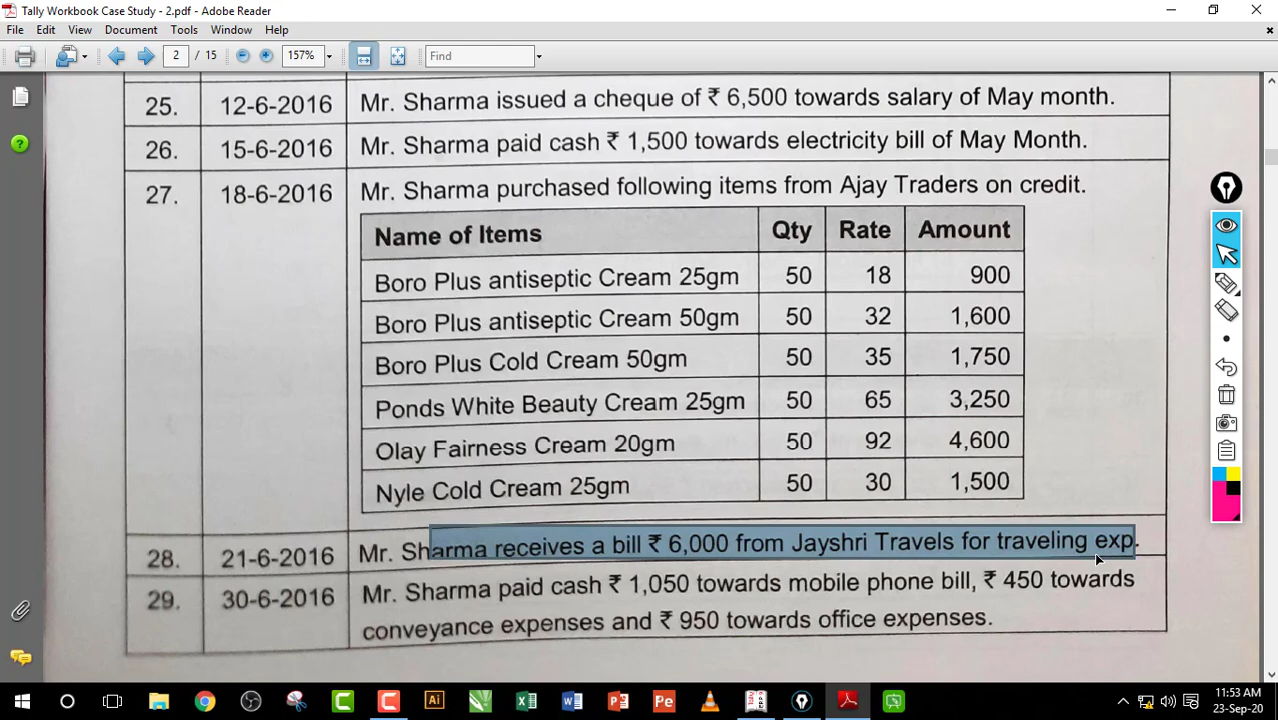 Tally Workbook Case Study - 2.pdf - Adobe Reader
File Edit View Document Tools Window Help
2 / 15 157% Find
25. 12-6-2016 Mr. Sharma issued a cheque of ₹ 6,500 towards salary of May month.
26. 15-6-2016 Mr. Sharma paid cash ₹ 1,500 towards electricity bill of May Month.
27. 18-6-2016 Mr. Sharma purchased following items from Ajay Traders on credit.
Name of Items Qty Rate Amount
Boro Plus antiseptic Cream 25gm 50 18 900
Boro Plus antiseptic Cream 50gm 50 32 1,600
Boro Plus Cold Cream 50gm 50 35 1,750
Ponds White Beauty Cream 25gm 50 65 3,250
Olay Fairness Cream 20gm 50 92 4,600
Nyle Cold Cream 25gm 50 30 1,500
28. 21-6-2016 Mr. Sharma receives a bill ₹ 6,000 from Jayshri Travels for traveling exp.
29. 30-6-2016 Mr. Sharma paid cash ₹ 1,050 towards mobile phone bill, ₹ 450 towards
conveyance expenses and ₹ 950 towards office expenses.
Ai Pe
11:53 AM
23-Sep-20